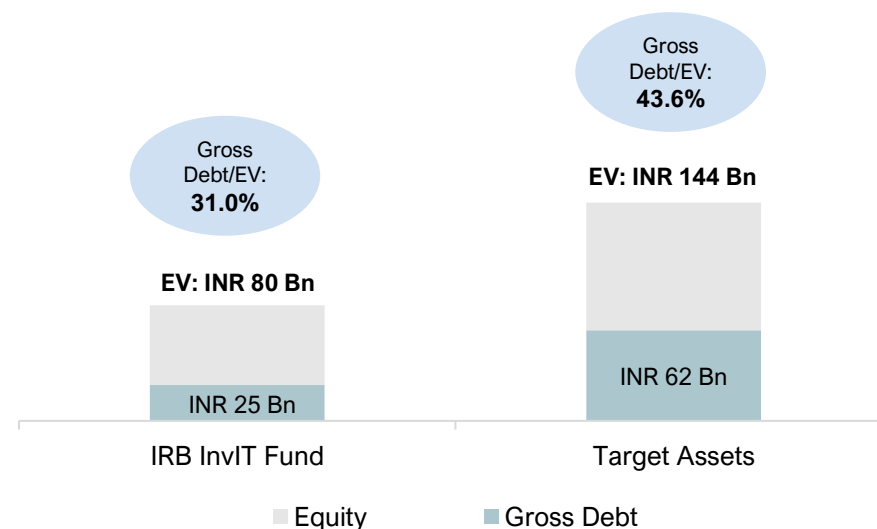 Gross
Debt/EV:
43.6%
Gross
Debt/EV:
31.0%
EV: INR 144 Bn
EV: INR 80 Bn
INR 62 Bn
INR 25 Bn
IRB InvIT Fund
Target Assets
Equity
Gross Debt